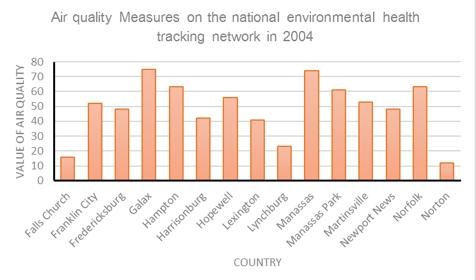 Air quality Measures on the national environmental health
tracking network in 2004
VALUE OF AIR QUALITY
80
70
60
50
40
30
20
10
0
Falls Church
Franklin City
Fredericksburg
Galax
Hampton
Harrisonburg
Hopewell
Lexington
Lynchburg
Manassas
Manassas Park
Martinsville
Newport News
Norfolk
Norton
COUNTRY